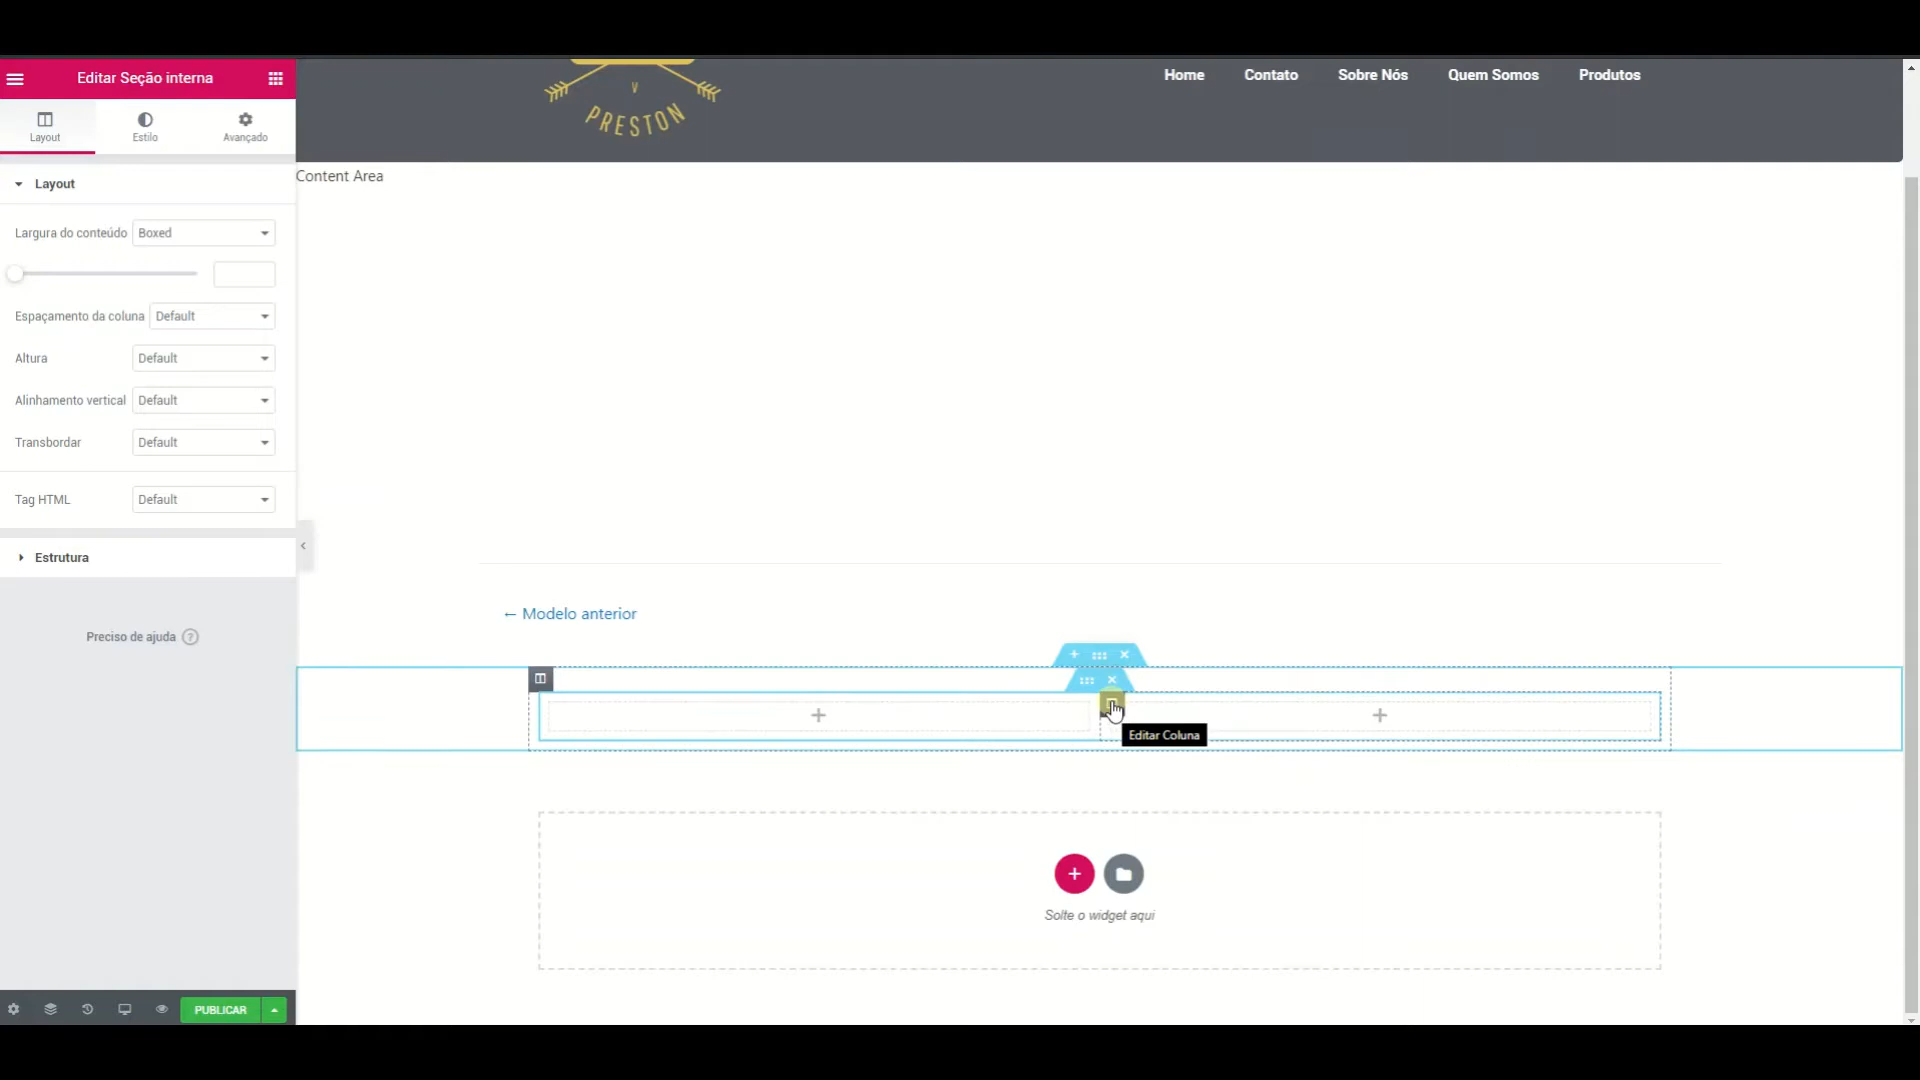 Editar Seção interna
Layout
Estilo
Avançado
Layout
Largura do conteúdo
Boxed
Espaçamento da coluna
Default
Altura
Default
Alinhamento vertical
Default
Transbordar
Default
Tag HTML
Default
Estrutura
Preciso de ajuda ?
PUBLICAR
V
PRESTON
Home
Contato
Sobre Nós
Quem Somos
Produtos
Content Area
← Modelo anterior
Editar Coluna
Solte o widget aqui